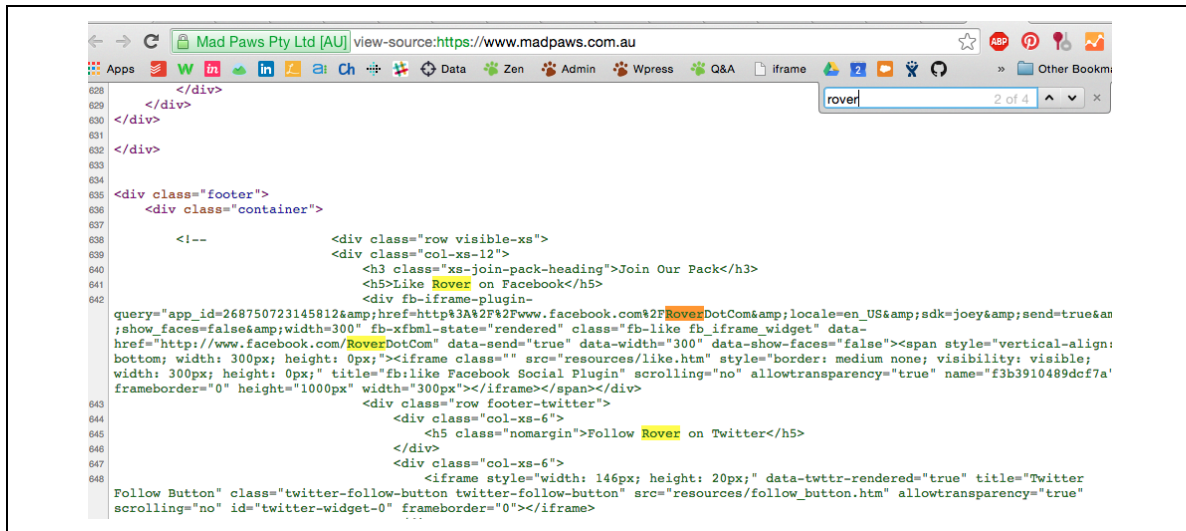 Mad Paws Pty Ltd [AU] view-source:https://www.madpaws.com.au
ABP
Apps W in in a: Ch Data Zen Admin Wpress Q&A iframe 2 » Other Bookma
rover 2 of 4
628 </div>
629 </div>
630 </div>
631
632 </div>
633
634
635 <div class="footer">
636 <div class="container">
637
638 <!-- <div class="row visible-xs">
639 <div class="col-xs-12">
640 <h3 class="xs-join-pack-heading">Join Our Pack</h3>
641 <h5>Like Rover on Facebook</h5>
642 <div fb-iframe-plugin-
query="app_id=268750723145812&amp;href=http%3A%2F%2Fwww.facebook.com%2FRoverDotCom&amp;locale=en_US&amp;sdk=joey&amp;send=true&am
;show_faces=false&amp;width=300" fb-xfbml-state="rendered" class="fb-like fb_iframe_widget" data-
href="http://www.facebook.com/RoverDotCom" data-send="true" data-width="300" data-show-faces="false"><span style="vertical-align:
bottom; width: 300px; height: 0px;"><iframe class="" src="resources/like.htm" style="border: medium none; visibility: visible;
width: 300px; height: 0px;" title="fb:like Facebook Social Plugin" scrolling="no" allowtransparency="true" name="f3b3910489dcf7a"
frameborder="0" height="1000px" width="300px"></iframe></span></div>
643 <div class="row footer-twitter">
644 <div class="col-xs-6">
645 <h5 class="nomargin">Follow Rover on Twitter</h5>
646 </div>
647 <div class="col-xs-6">
648 <iframe style="width: 146px; height: 20px;" data-twttr-rendered="true" title="Twitter
Follow Button" class="twitter-follow-button twitter-follow-button" src="resources/follow_button.htm" allowtransparency="true"
scrolling="no" id="twitter-widget-0" frameborder="0"></iframe>